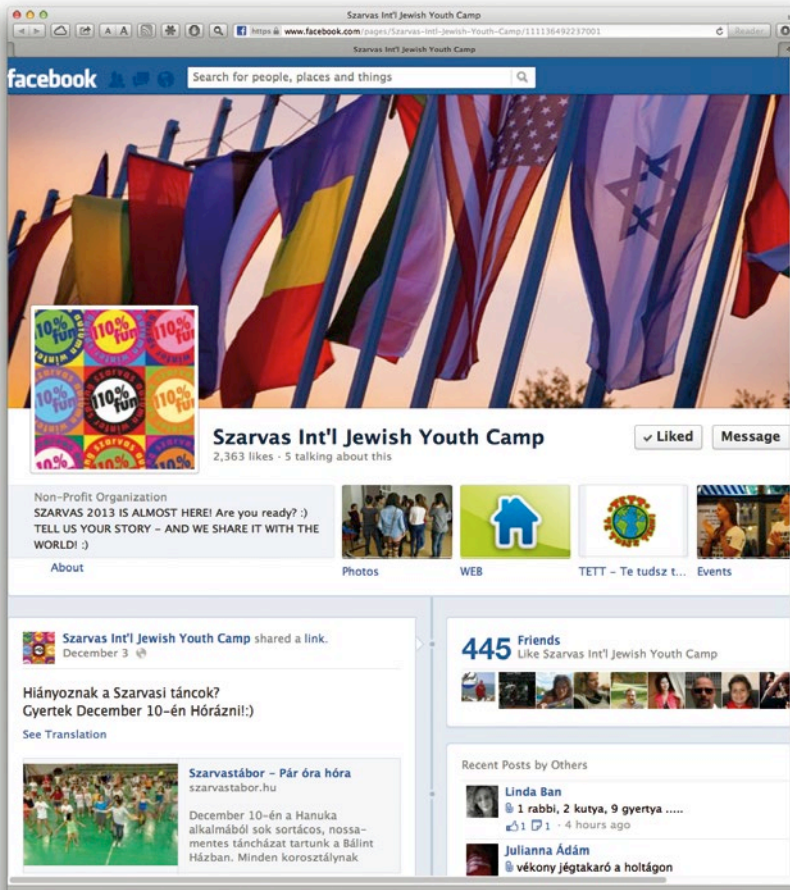 Szarvas Int'l Jewish Youth Camp
https www.facebook.com/pages/Szarvas-Intl-Jewish-Youth-Camp/111136492237001
Reader
Szarvas Int'l Jewish Youth Camp
facebook
Search for people, places and things
110% fun
Szarvas Int'l Jewish Youth Camp
2,363 likes · 5 talking about this
✓ Liked
Message
Non-Profit Organization
SZARVAS 2013 IS ALMOST HERE! Are you ready? :)
TELL US YOUR STORY – AND WE SHARE IT WITH THE
WORLD! :)
About
Photos
WEB
TETT – Te tudsz t...
Events
Szarvas Int'l Jewish Youth Camp shared a link.
December 3
Hiányoznak a Szarvasi táncok?
Gyertek December 10-én Hórázni!:)
See Translation
Szarvastábor – Pár óra hóra
szarvastabor.hu
December 10-én a Hanuka
alkalmából sok sortácos, nossa-
mentes táncházat tartunk a Bálint
Házban. Minden korosztálynak
445 Friends
Like Szarvas Int'l Jewish Youth Camp
Recent Posts by Others
Linda Ban
1 rabbi, 2 kutya, 9 gyertya .....
1 1 · 4 hours ago
Julianna Ádám
vékony jégtakaró a holtágon